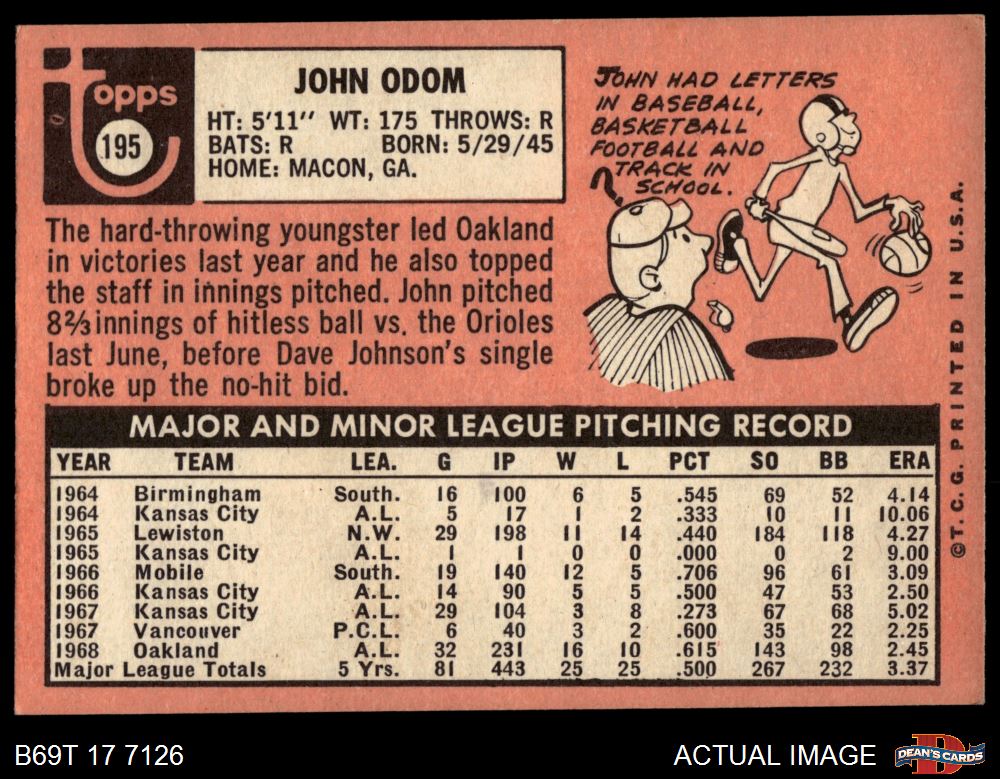 Topps
195
JOHN ODOM
HT: 5'11" WT: 175 THROWS: R
BATS: R BORN: 5/29/45
HOME: MACON, GA.
JOHN HAD LETTERS
IN BASEBALL,
BASKETBALL
FOOTBALL AND
TRACK IN
SCHOOL.
The hard-throwing youngster led Oakland
in victories last year and he also topped
the staff in innings pitched. John pitched
8⅔ innings of hitless ball vs. the Orioles
last June, before Dave Johnson's single
broke up the no-hit bid.
MAJOR AND MINOR LEAGUE PITCHING RECORD
YEAR TEAM LEA. G IP W L PCT SO BB ERA
1964 Birmingham South. 16 100 6 5 .545 69 52 4.14
1964 Kansas City A.L. 5 17 1 2 .333 10 11 10.06
1965 Lewiston N.W. 29 198 11 14 .440 184 118 4.27
1965 Kansas City A.L. 1 1 0 0 .000 0 2 9.00
1966 Mobile South. 19 140 12 5 .706 96 61 3.09
1966 Kansas City A.L. 14 90 5 5 .500 47 53 2.50
1967 Kansas City A.L. 29 104 3 8 .273 67 68 5.02
1967 Vancouver P.C.L. 6 40 3 2 .600 35 22 2.25
1968 Oakland A.L. 32 231 16 10 .615 143 98 2.45
Major League Totals 5 Yrs. 81 443 25 25 .500 267 232 3.37
©T.C.G. PRINTED IN U.S.A.
B69T 17 7126
ACTUAL IMAGE
DEAN'S CARDS